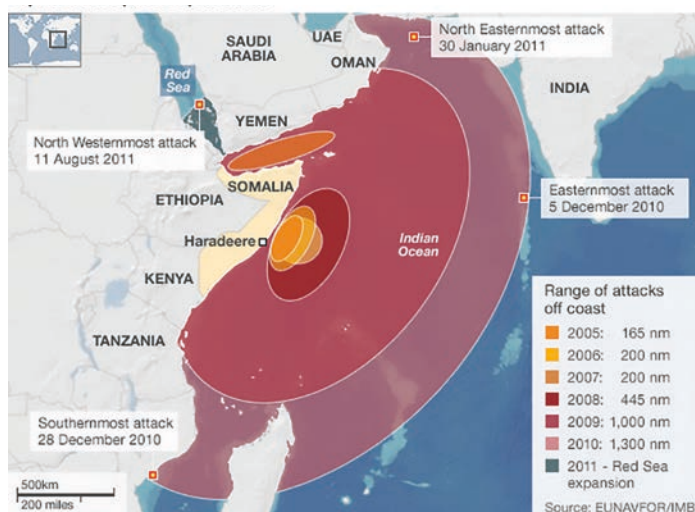 SAUDI
ARABIA
UAE
OMAN
North Easternmost attack
30 January 2011
INDIA
Red
Sea
YEMEN
North Westernmost attack
11 August 2011
SOMALIA
ETHIOPIA
Easternmost attack
5 December 2010
Haradeere
Indian
Ocean
KENYA
TANZANIA
Range of attacks
off coast
2005: 165 nm
2006: 200 nm
2007: 200 nm
2008: 445 nm
2009: 1,000 nm
2010: 1,300 nm
2011 - Red Sea
expansion
Southernmost attack
28 December 2010
500km
200 miles
Source: EUNAVFOR/IMB